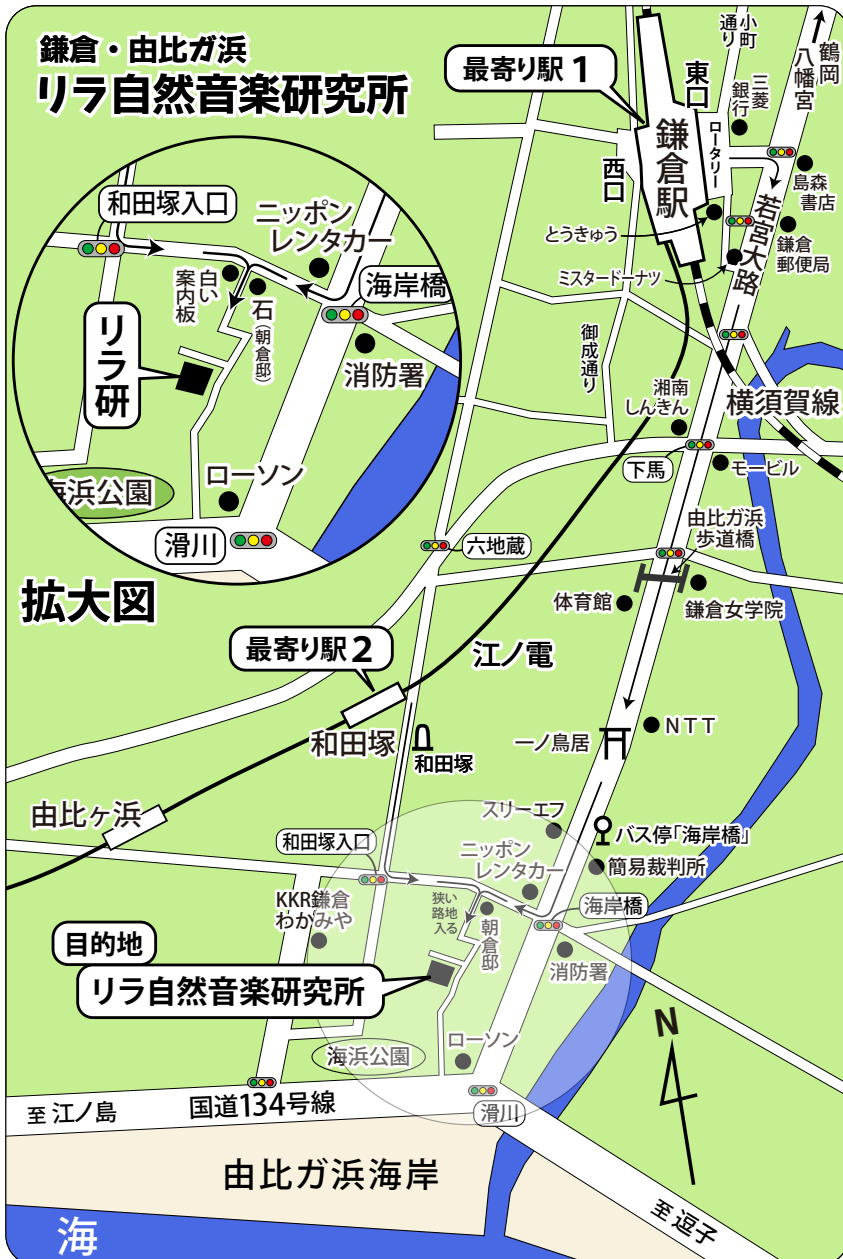 鎌倉・由比ガ浜
リラ自然音楽研究所
最寄り駅1
小町
通り
鶴岡
八幡宮
東口
三菱
銀行
ロータリー
鎌倉駅
西口
島森
書店
とうきゅう
若宮大路
鎌倉
郵便局
ミスタードーナツ
御成通り
横須賀線
湘南
しんきん
下馬
モービル
由比ガ浜
歩道橋
六地蔵
体育館
鎌倉女学院
和田塚入口
ニッポン
レンタカー
海岸橋
白い
案内板
石(朝倉邸)
消防署
リラ研
ローソン
海浜公園
滑川
拡大図
最寄り駅2
江ノ電
和田塚
和田塚
一ノ鳥居
NTT
由比ヶ浜
スリーエフ
バス停「海岸橋」
和田塚入口
ニッポン
レンタカー
簡易裁判所
KKR鎌倉
わかみや
狭い
路地
入る
朝倉邸
海岸橋
消防署
目的地
リラ自然音楽研究所
ローソン
海浜公園
N
至 江ノ島
国道134号線
滑川
由比ガ浜海岸
至 逗子
海